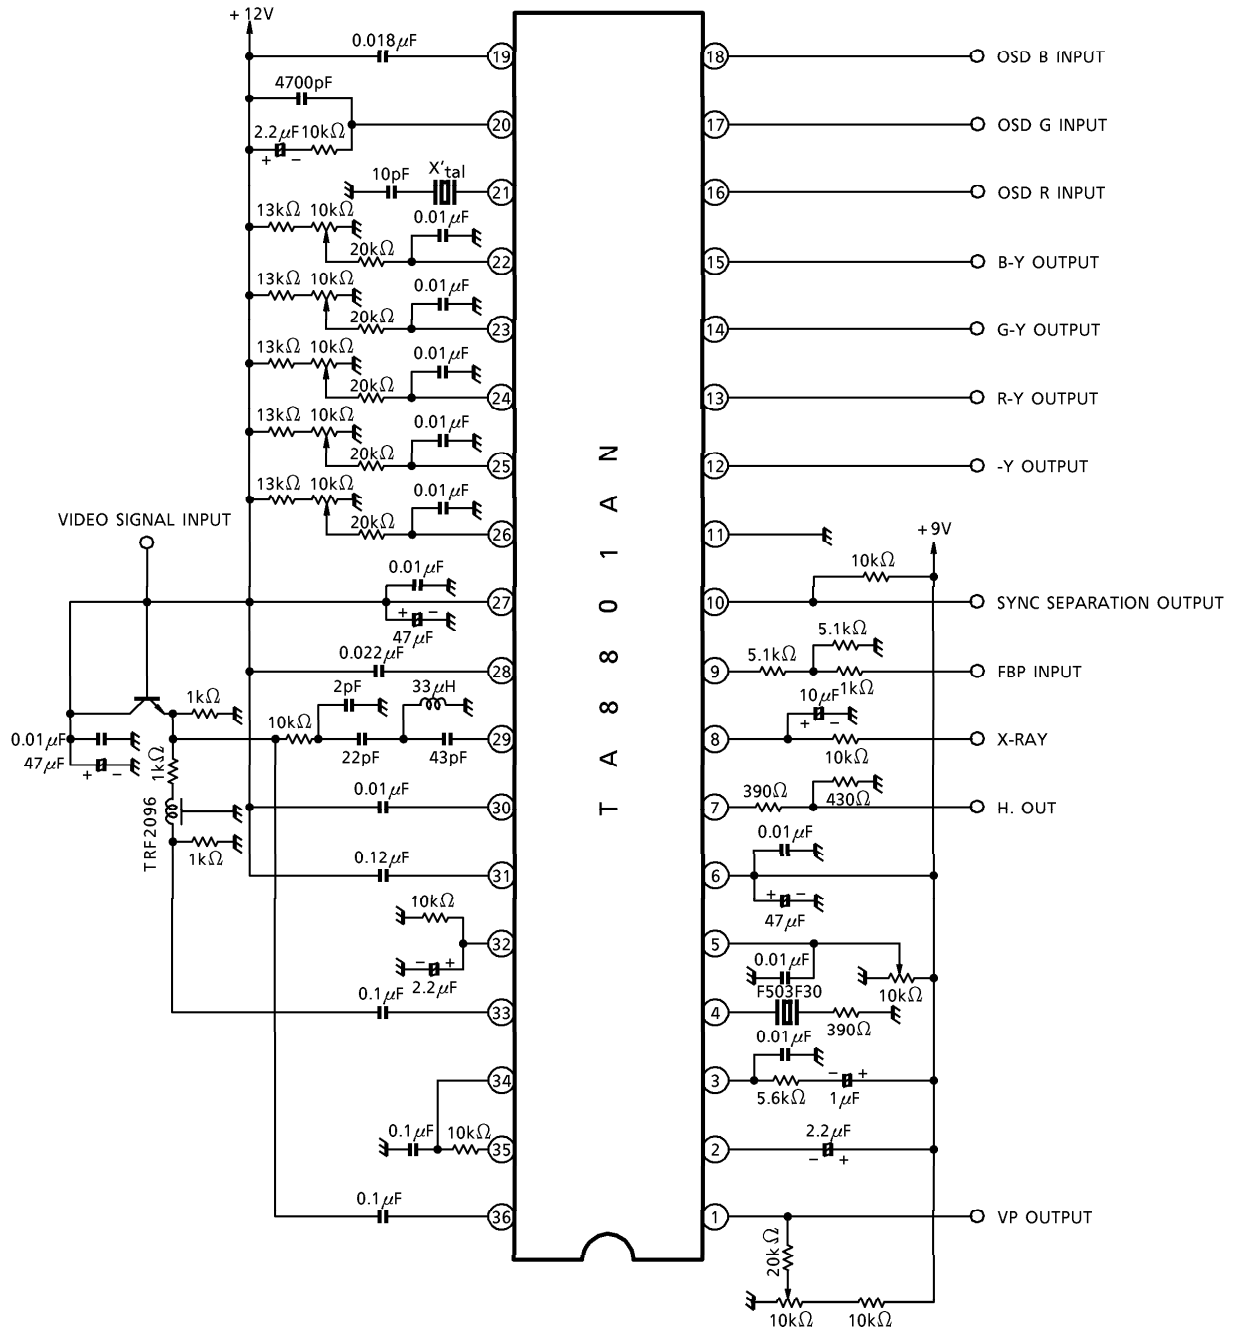 +12V
0.018μF
19
18
OSD B INPUT
4700pF
2.2μF 10kΩ
+ −
20
17
OSD G INPUT
X'tal
10pF
21
16
OSD R INPUT
13kΩ 10kΩ
0.01μF
20kΩ
22
15
B-Y OUTPUT
13kΩ 10kΩ
0.01μF
20kΩ
23
14
G-Y OUTPUT
13kΩ 10kΩ
0.01μF
20kΩ
24
13
R-Y OUTPUT
13kΩ 10kΩ
0.01μF
20kΩ
25
12
-Y OUTPUT
13kΩ 10kΩ
0.01μF
20kΩ
26
11
VIDEO SIGNAL INPUT
+9V
10kΩ
0.01μF
27
+ −
47μF
10
SYNC SEPARATION OUTPUT
0.022μF
28
5.1kΩ
5.1kΩ
9
1kΩ
FBP INPUT
1kΩ
2pF
33μH
10kΩ
22pF
43pF
29
10μF
+ −
8
10kΩ
X-RAY
0.01μF
47μF
+ −
1kΩ
TRF2096
1kΩ
0.01μF
30
390Ω
430Ω
7
H. OUT
0.12μF
31
0.01μF
6
+ −
47μF
10kΩ
32
− +
2.2μF
5
0.01μF
10kΩ
0.1μF
33
F503F30
4
390Ω
34
0.01μF
3
5.6kΩ
− +
1μF
0.1μF 10kΩ
35
2.2μF
2
− +
0.1μF
36
1
VP OUTPUT
20kΩ
10kΩ
10kΩ
TA8801AN